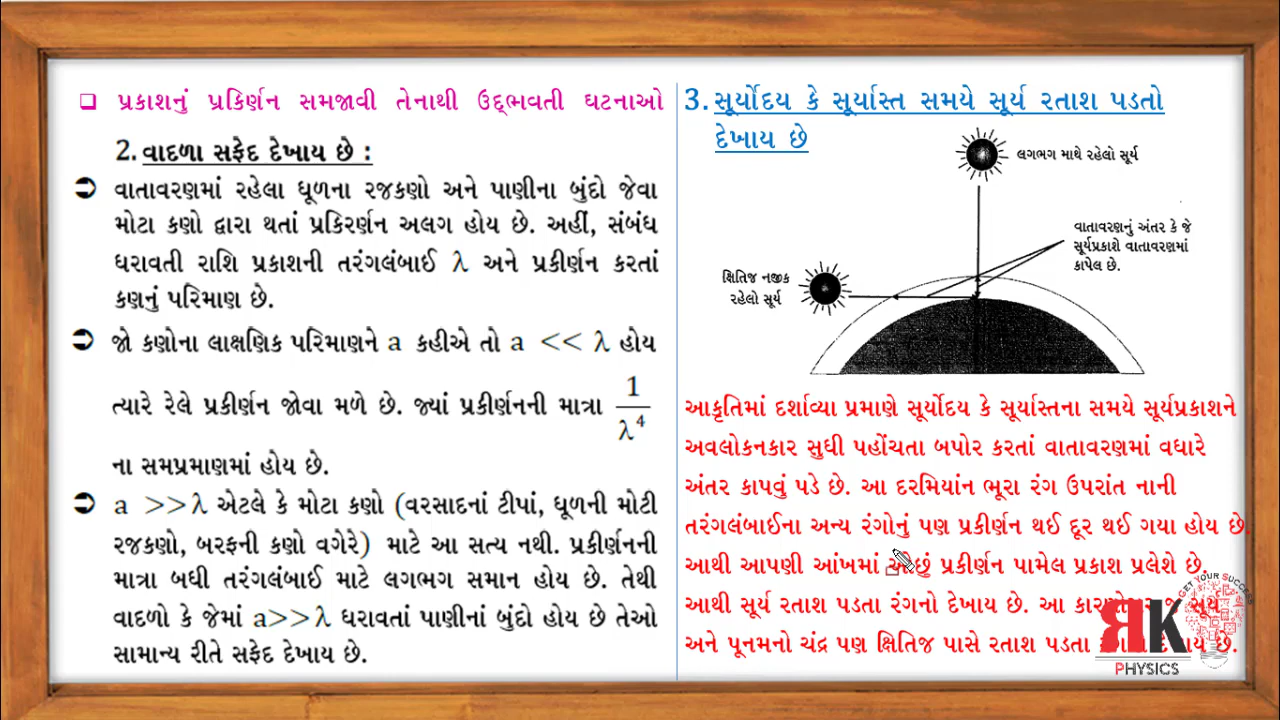 ❑ પ્રકાશનું પ્રકિર્ણન સમજાવી તેનાથી ઉદ્ભવતી ઘટનાઓ
2. વાદળા સફેદ દેખાય છે :
➲ વાતાવરણમાં રહેલા ધૂળના રજકણો અને પાણીના બુંદો જેવા
મોટા કણો દ્વારા થતાં પ્રકિરર્ણન અલગ હોય છે. અહીં, સંબંધ
ધરાવતી રાશિ પ્રકાશની તરંગલંબાઈ λ અને પ્રકીર્ણન કરતાં
કણનું પરિમાણ છે.
➲ જો કણોના લાક્ષણિક પરિમાણને a કહીએ તો a << λ હોય
ત્યારે રેલે પ્રકીર્ણન જોવા મળે છે. જ્યાં પ્રકીર્ણનની માત્રા 1/λ⁴
ના સમપ્રમાણમાં હોય છે.
➲ a >>λ એટલે કે મોટા કણો (વરસાદનાં ટીપાં, ધૂળની મોટી
રજકણો, બરફની કણો વગેરે) માટે આ સત્ય નથી. પ્રકીર્ણનની
માત્રા બધી તરંગલંબાઈ માટે લગભગ સમાન હોય છે. તેથી
વાદળો કે જેમાં a>>λ ધરાવતાં પાણીનાં બુંદો હોય છે તેઓ
સામાન્ય રીતે સફેદ દેખાય છે.
3. સૂર્યોદય કે સૂર્યાસ્ત સમયે સૂર્ય રતાશ પડતો
દેખાય છે
લગભગ માથે રહેલો સૂર્ય
વાતાવરણનું અંતર કે જે
સૂર્યપ્રકાશે વાતાવરણમાં
કાપેલ છે.
ક્ષિતિજ નજીક
રહેલો સૂર્ય
આકૃતિમાં દર્શાવ્યા પ્રમાણે સૂર્યોદય કે સૂર્યાસ્તના સમયે સૂર્યપ્રકાશને
અવલોકનકાર સુધી પહોંચતા બપોર કરતાં વાતાવરણમાં વધારે
અંતર કાપવું પડે છે. આ દરમિયાંન ભૂરા રંગ ઉપરાંત નાની
તરંગલંબાઈના અન્ય રંગોનું પણ પ્રકીર્ણન થઈ દૂર થઈ ગયા હોય છે.
આથી આપણી આંખમાં ઓછું પ્રકીર્ણન પામેલ પ્રકાશ પ્રલેશે છે.
આથી સૂર્ય રતાશ પડતા રંગનો દેખાય છે. આ જ સૂર્ય
અને પૂનમનો ચંદ્ર પણ ક્ષિતિજ પાસે રતાશ પડતા છે.
GET YOUR SUCCESS
RK
PHYSICS